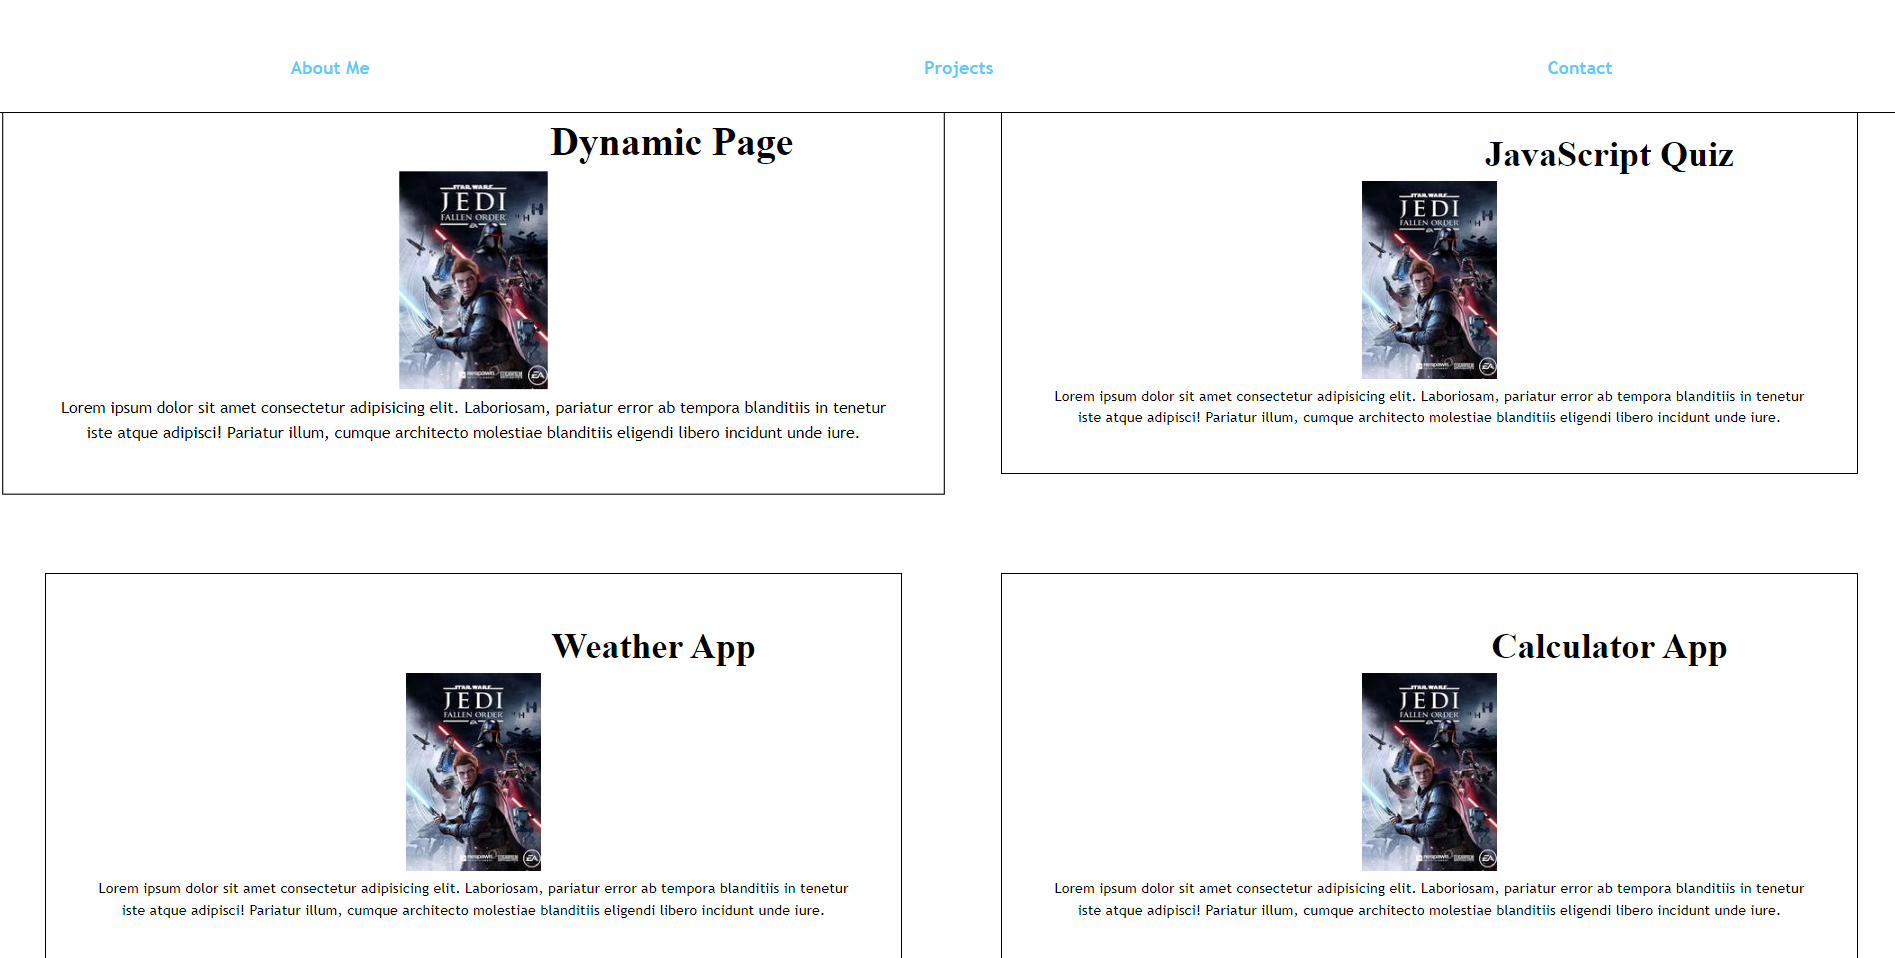 About Me
Projects
Contact
Dynamic Page
STAR WARS
JEDI
FALLEN ORDER
EA
Lorem ipsum dolor sit amet consectetur adipisicing elit. Laboriosam, pariatur error ab tempora blanditiis in tenetur
iste atque adipisci! Pariatur illum, cumque architecto molestiae blanditiis eligendi libero incidunt unde iure.
JavaScript Quiz
STAR WARS
JEDI
FALLEN ORDER
EA
Lorem ipsum dolor sit amet consectetur adipisicing elit. Laboriosam, pariatur error ab tempora blanditiis in tenetur
iste atque adipisci! Pariatur illum, cumque architecto molestiae blanditiis eligendi libero incidunt unde iure.
Weather App
STAR WARS
JEDI
FALLEN ORDER
EA
Lorem ipsum dolor sit amet consectetur adipisicing elit. Laboriosam, pariatur error ab tempora blanditiis in tenetur
iste atque adipisci! Pariatur illum, cumque architecto molestiae blanditiis eligendi libero incidunt unde iure.
Calculator App
STAR WARS
JEDI
FALLEN ORDER
EA
Lorem ipsum dolor sit amet consectetur adipisicing elit. Laboriosam, pariatur error ab tempora blanditiis in tenetur
iste atque adipisci! Pariatur illum, cumque architecto molestiae blanditiis eligendi libero incidunt unde iure.